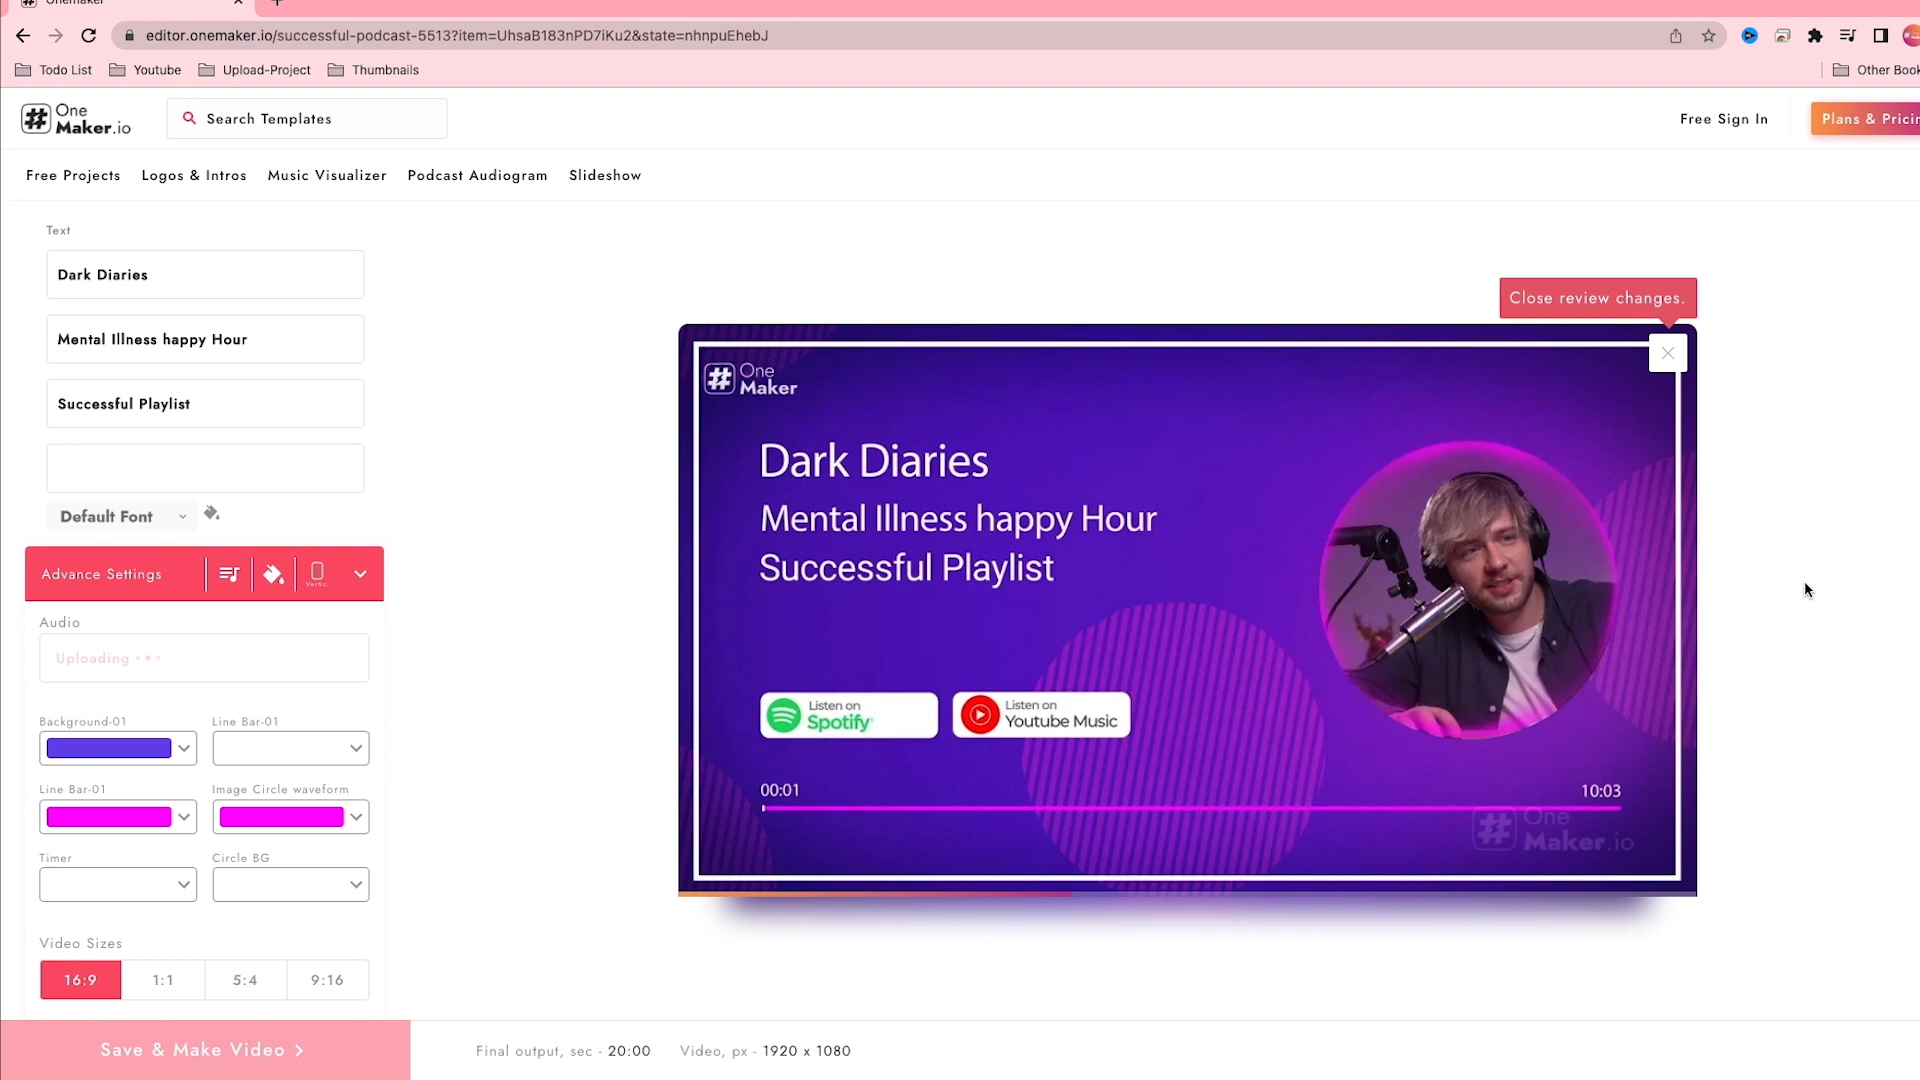 Onemaker
editor.onemaker.io/successful-podcast-5513?item=UhsaB183nPD7iKu2&state=nhnpuEhebJ
Todo List
Youtube
Upload-Project
Thumbnails
Other Book
# One
Maker.io
Search Templates
Free Sign In
Plans & Pricin
Free Projects
Logos & Intros
Music Visualizer
Podcast Audiogram
Slideshow
Text
Dark Diaries
Mental Illness happy Hour
Successful Playlist
Default Font
Advance Settings
Audio
Uploading • • •
Background-01
Line Bar-01
Line Bar-01
Image Circle waveform
Timer
Circle BG
Video Sizes
16:9
1:1
5:4
9:16
Save & Make Video >
Close review changes.
# One
Maker
Dark Diaries
Mental Illness happy Hour
Successful Playlist
Listen on
Spotify
Listen on
Youtube Music
00:01
10:03
# One
Maker.io
Final output, sec - 20:00
Video, px - 1920 x 1080